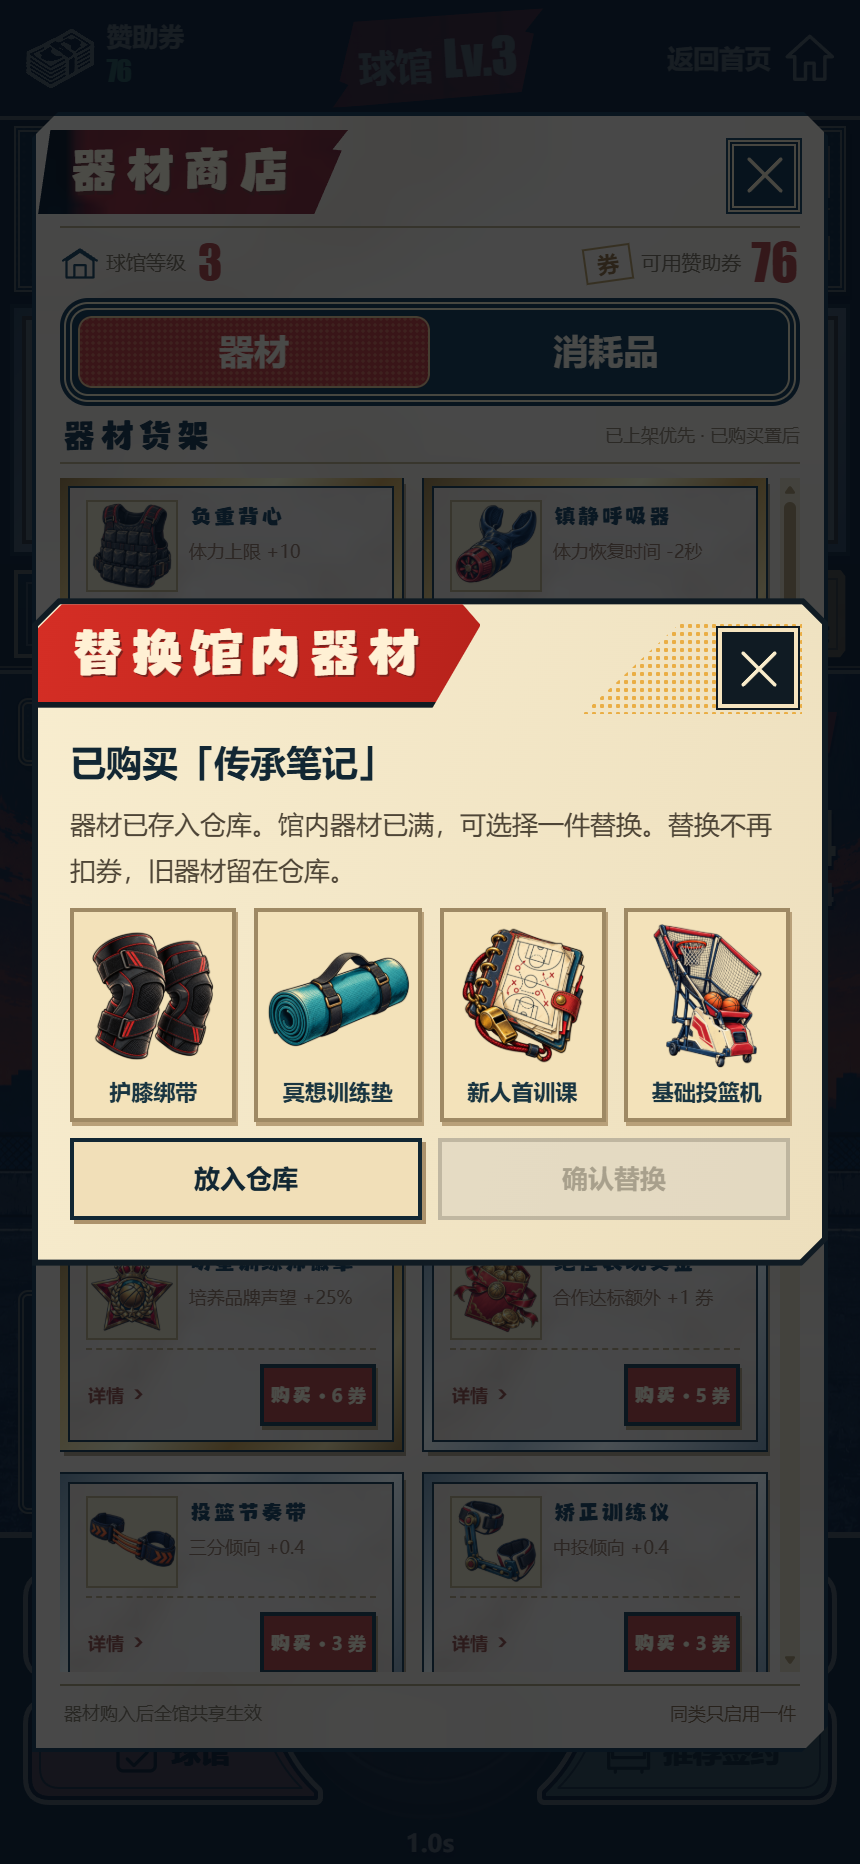 赞助券
76
球馆 Lv.3
返回首页
器材商店
球馆等级 3
券 可用赞助券 76
器材
消耗品
器材货架
已上架优先 · 已购买置后
负重背心
体力上限 +10
镇静呼吸器
体力恢复时间 -2秒
替换馆内器材
已购买「传承笔记」
器材已存入仓库。馆内器材已满，可选择一件替换。替换不再
扣券，旧器材留在仓库。
护膝绑带
冥想训练垫
新人首训课
基础投篮机
放入仓库
确认替换
培养品牌声望 +25%
合作达标额外 +1 券
详情 >
购买 · 6 券
详情 >
购买 · 5 券
投篮节奏带
三分倾向 +0.4
矫正训练仪
中投倾向 +0.4
详情 >
购买 · 3 券
详情 >
购买 · 3 券
器材购入后全馆共享生效
同类只启用一件
球馆
推荐签约
1.0s